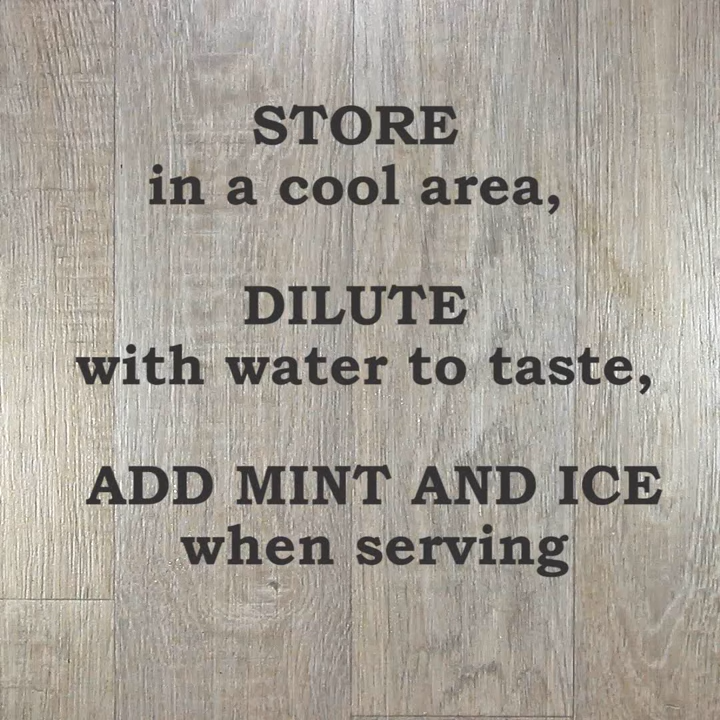 STORE
in a cool area,
DILUTE
with water to taste,
ADD MINT AND ICE
when serving